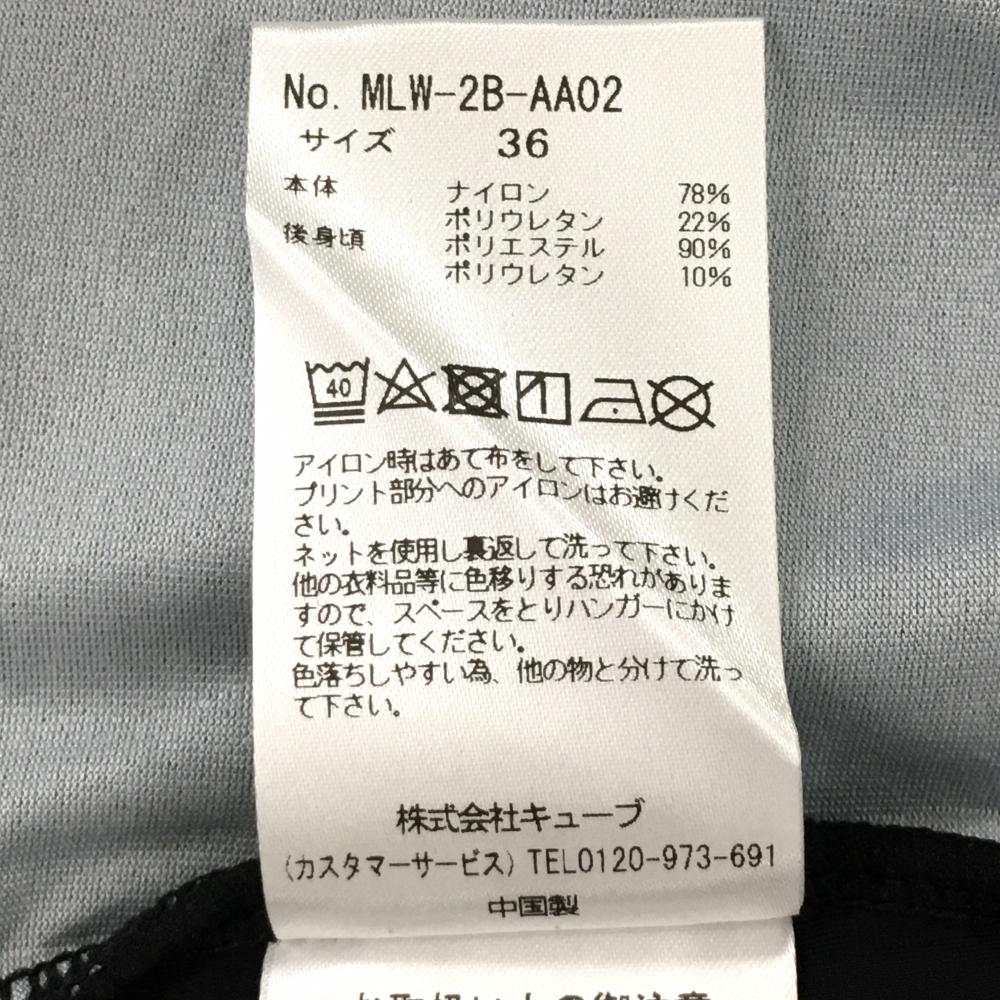 No. MLW-2B-AA02
サイズ 36
本体 ナイロン 78%
ポリウレタン 22%
後身頃 ポリエステル 90%
ポリウレタン 10%
40
アイロン時はあて布をして下さい。
プリント部分へのアイロンはお避けくだ
さい。
ネットを使用し裏返して洗って下さい。
他の衣料品等に色移りする恐れがありま
すので、スペースをとりハンガーにかけ
て保管してください。
色落ちしやすい為、他の物と分けて洗っ
て下さい。
株式会社キューブ
(カスタマーサービス) TEL0120-973-691
中国製
お取扱い上の御注意